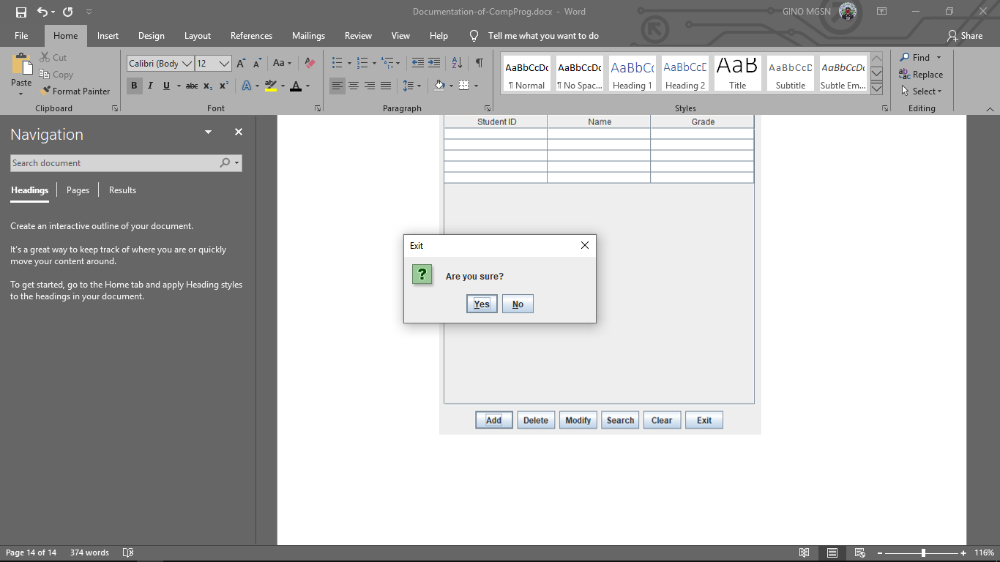 Documentation-of-CompProg.docx - Word
GINO MGSN
File Home Insert Design Layout References Mailings Review View Help Tell me what you want to do Share
Paste
Cut
Copy
Format Painter
Clipboard
Calibri (Body 12
Aa
B I U abc x₂ x² A aby A
Font
Paragraph
AaBbCcDc AaBbCcDc AaBbCc AaBbCcD AaB AaBbCcD AaBbCcDc
¶ Normal ¶ No Spac... Heading 1 Heading 2 Title Subtitle Subtle Em...
Styles
Find
Replace
Select
Editing
Navigation
Search document
Headings Pages Results
Create an interactive outline of your document.
It's a great way to keep track of where you are or quickly
move your content around.
To get started, go to the Home tab and apply Heading styles
to the headings in your document.
Student ID Name Grade
Exit
?
Are you sure?
Yes No
Add Delete Modify Search Clear Exit
Page 14 of 14 374 words
116%